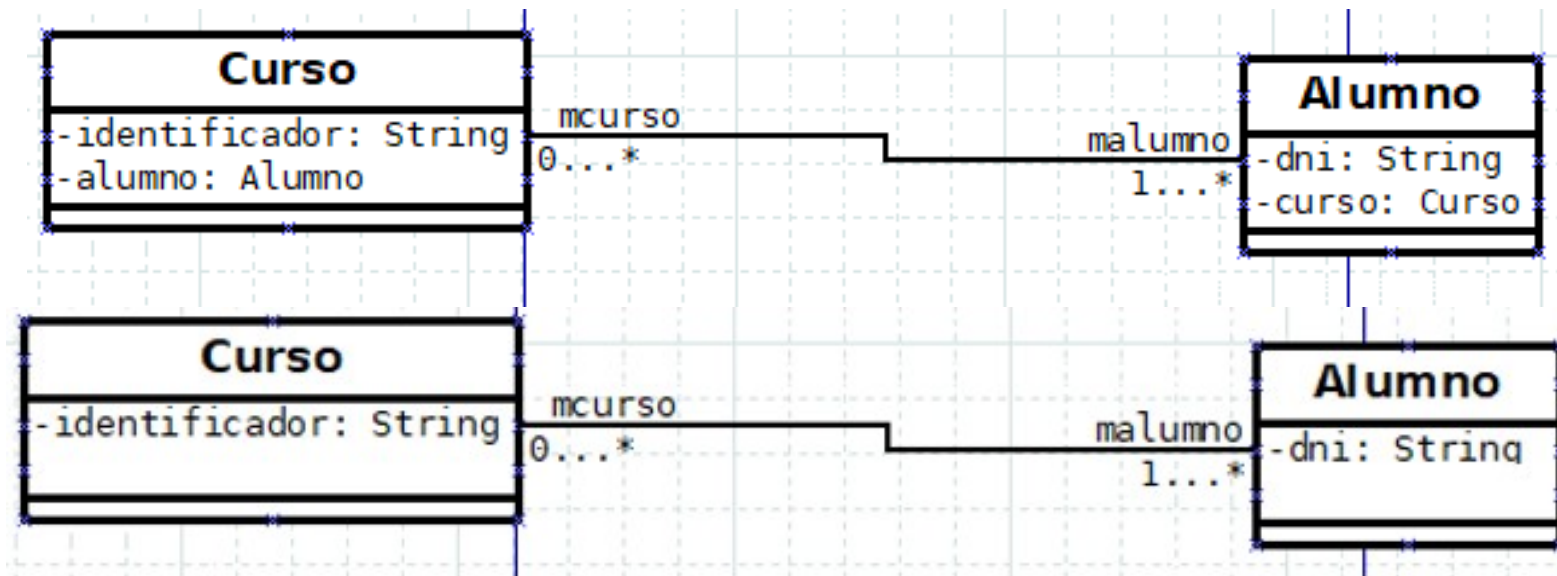 Curso
-identificador: String
-alumno: Alumno
mcurso
0...*
malumno
1...*
Alumno
-dni: String
-curso: Curso
Curso
-identificador: String
mcurso
0...*
malumno
1...*
Alumno
-dni: String